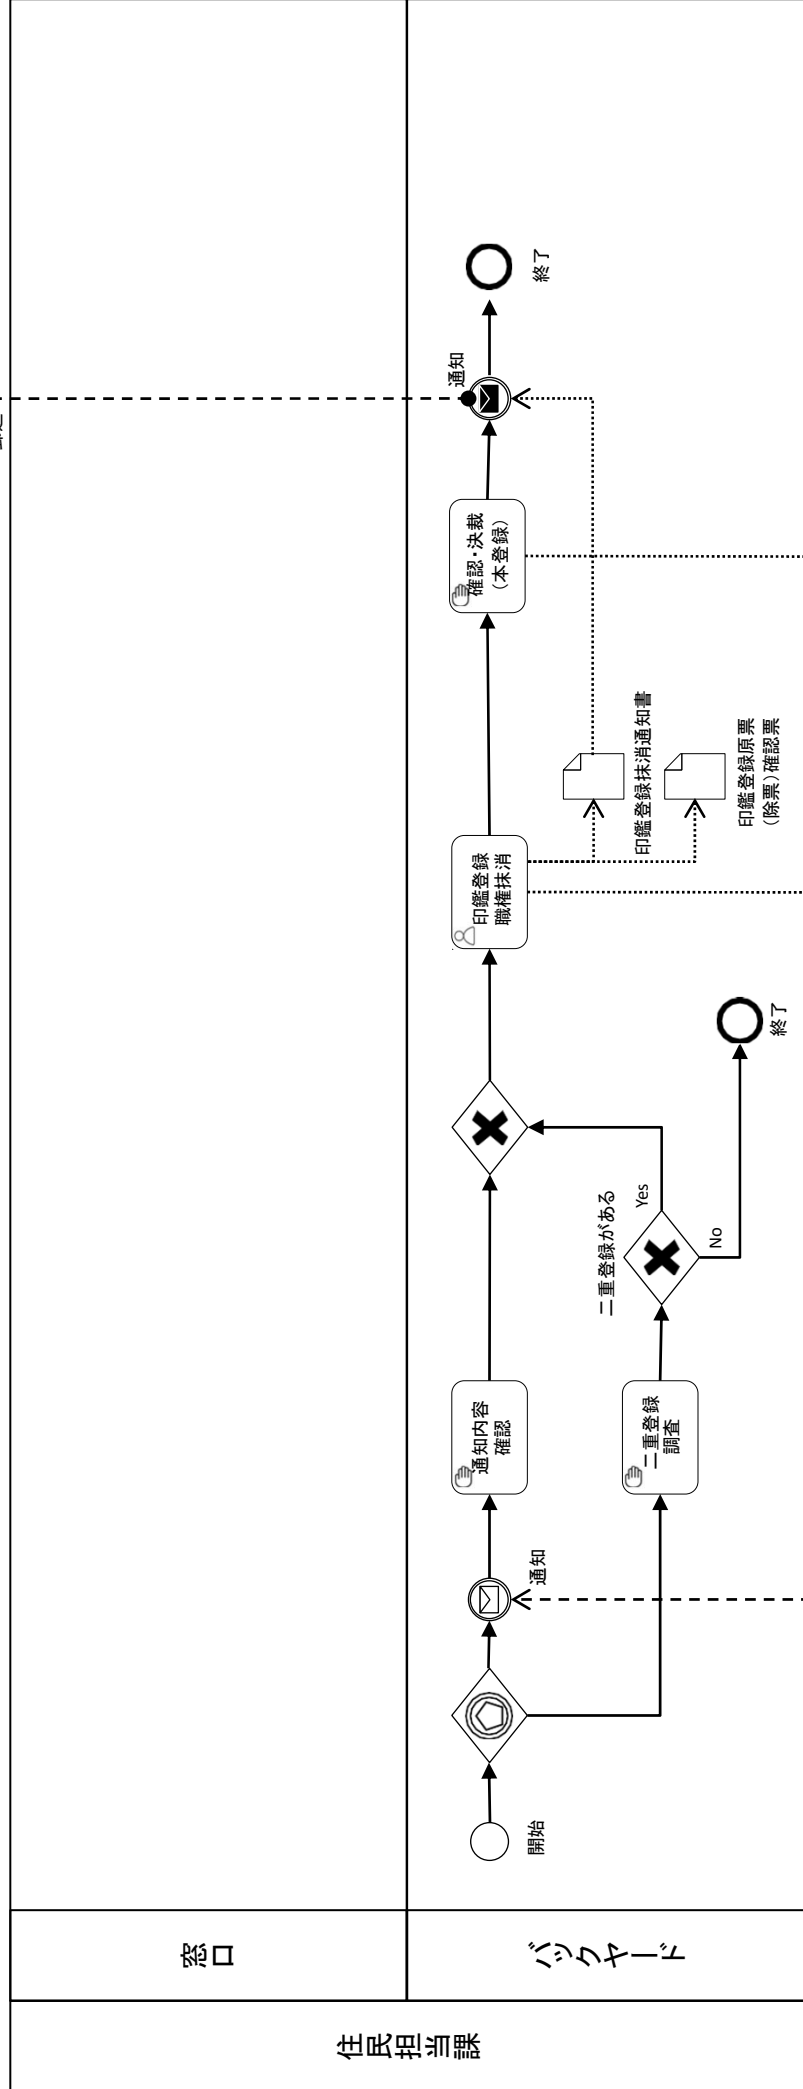 住民担当課
窓口
バックヤード
開始
通知
通知内容
確認
二重登録
調査
二重登録がある
Yes
No
終了
印鑑登録
職権抹消
印鑑登録抹消通知書
印鑑登録原票
（除票）確認票
確認・決裁
（本登録）
通知
終了